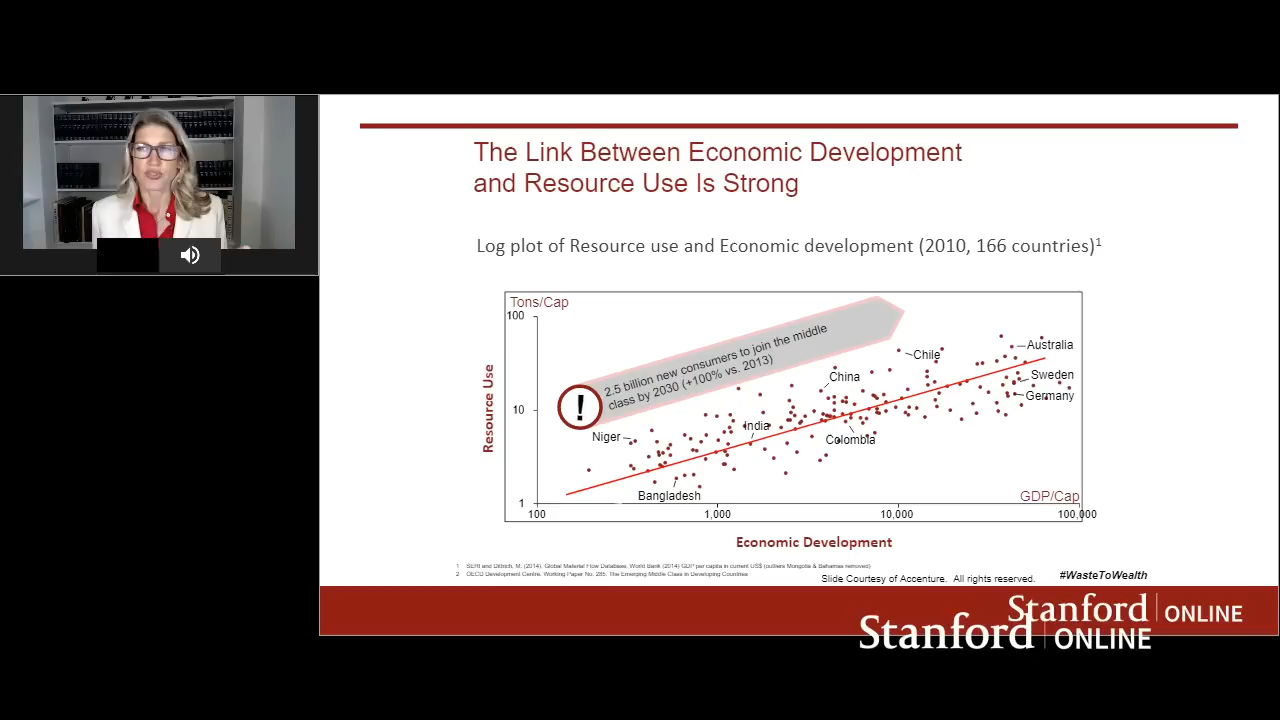 The Link Between Economic Development
and Resource Use Is Strong
Log plot of Resource use and Economic development (2010, 166 countries)1
Tons/Cap
100
10
1
Resource Use
2.5 billion new consumers to join the middle
class by 2030 (+100% vs. 2013)
!
Niger
Bangladesh
India
China
Colombia
Chile
Australia
Sweden
Germany
GDP/Cap
100
1,000
10,000
100,000
Economic Development
1 SERI and Dittrich, M. (2014). Global Material Flow Database, World Bank (2014) GDP per capita in current US$ (outliers Mongolia & Bahamas removed)
2 OECD Development Centre. Working Paper No. 285. The Emerging Middle Class in Developing Countries
Slide Courtesy of Accenture. All rights reserved.
#WasteToWealth
Stanford ONLINE
Stanford ONLINE